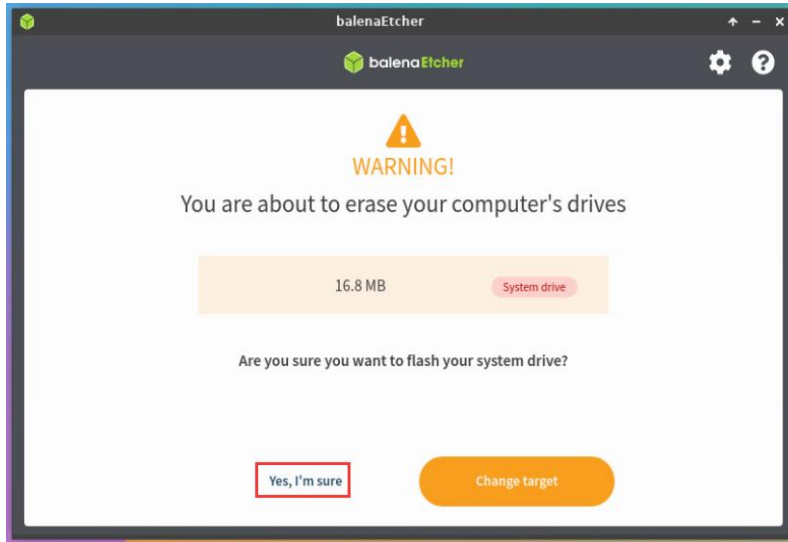 balenaEtcher
balenaEtcher
WARNING!
You are about to erase your computer's drives
16.8 MB System drive
Are you sure you want to flash your system drive?
Yes, I'm sure Change target